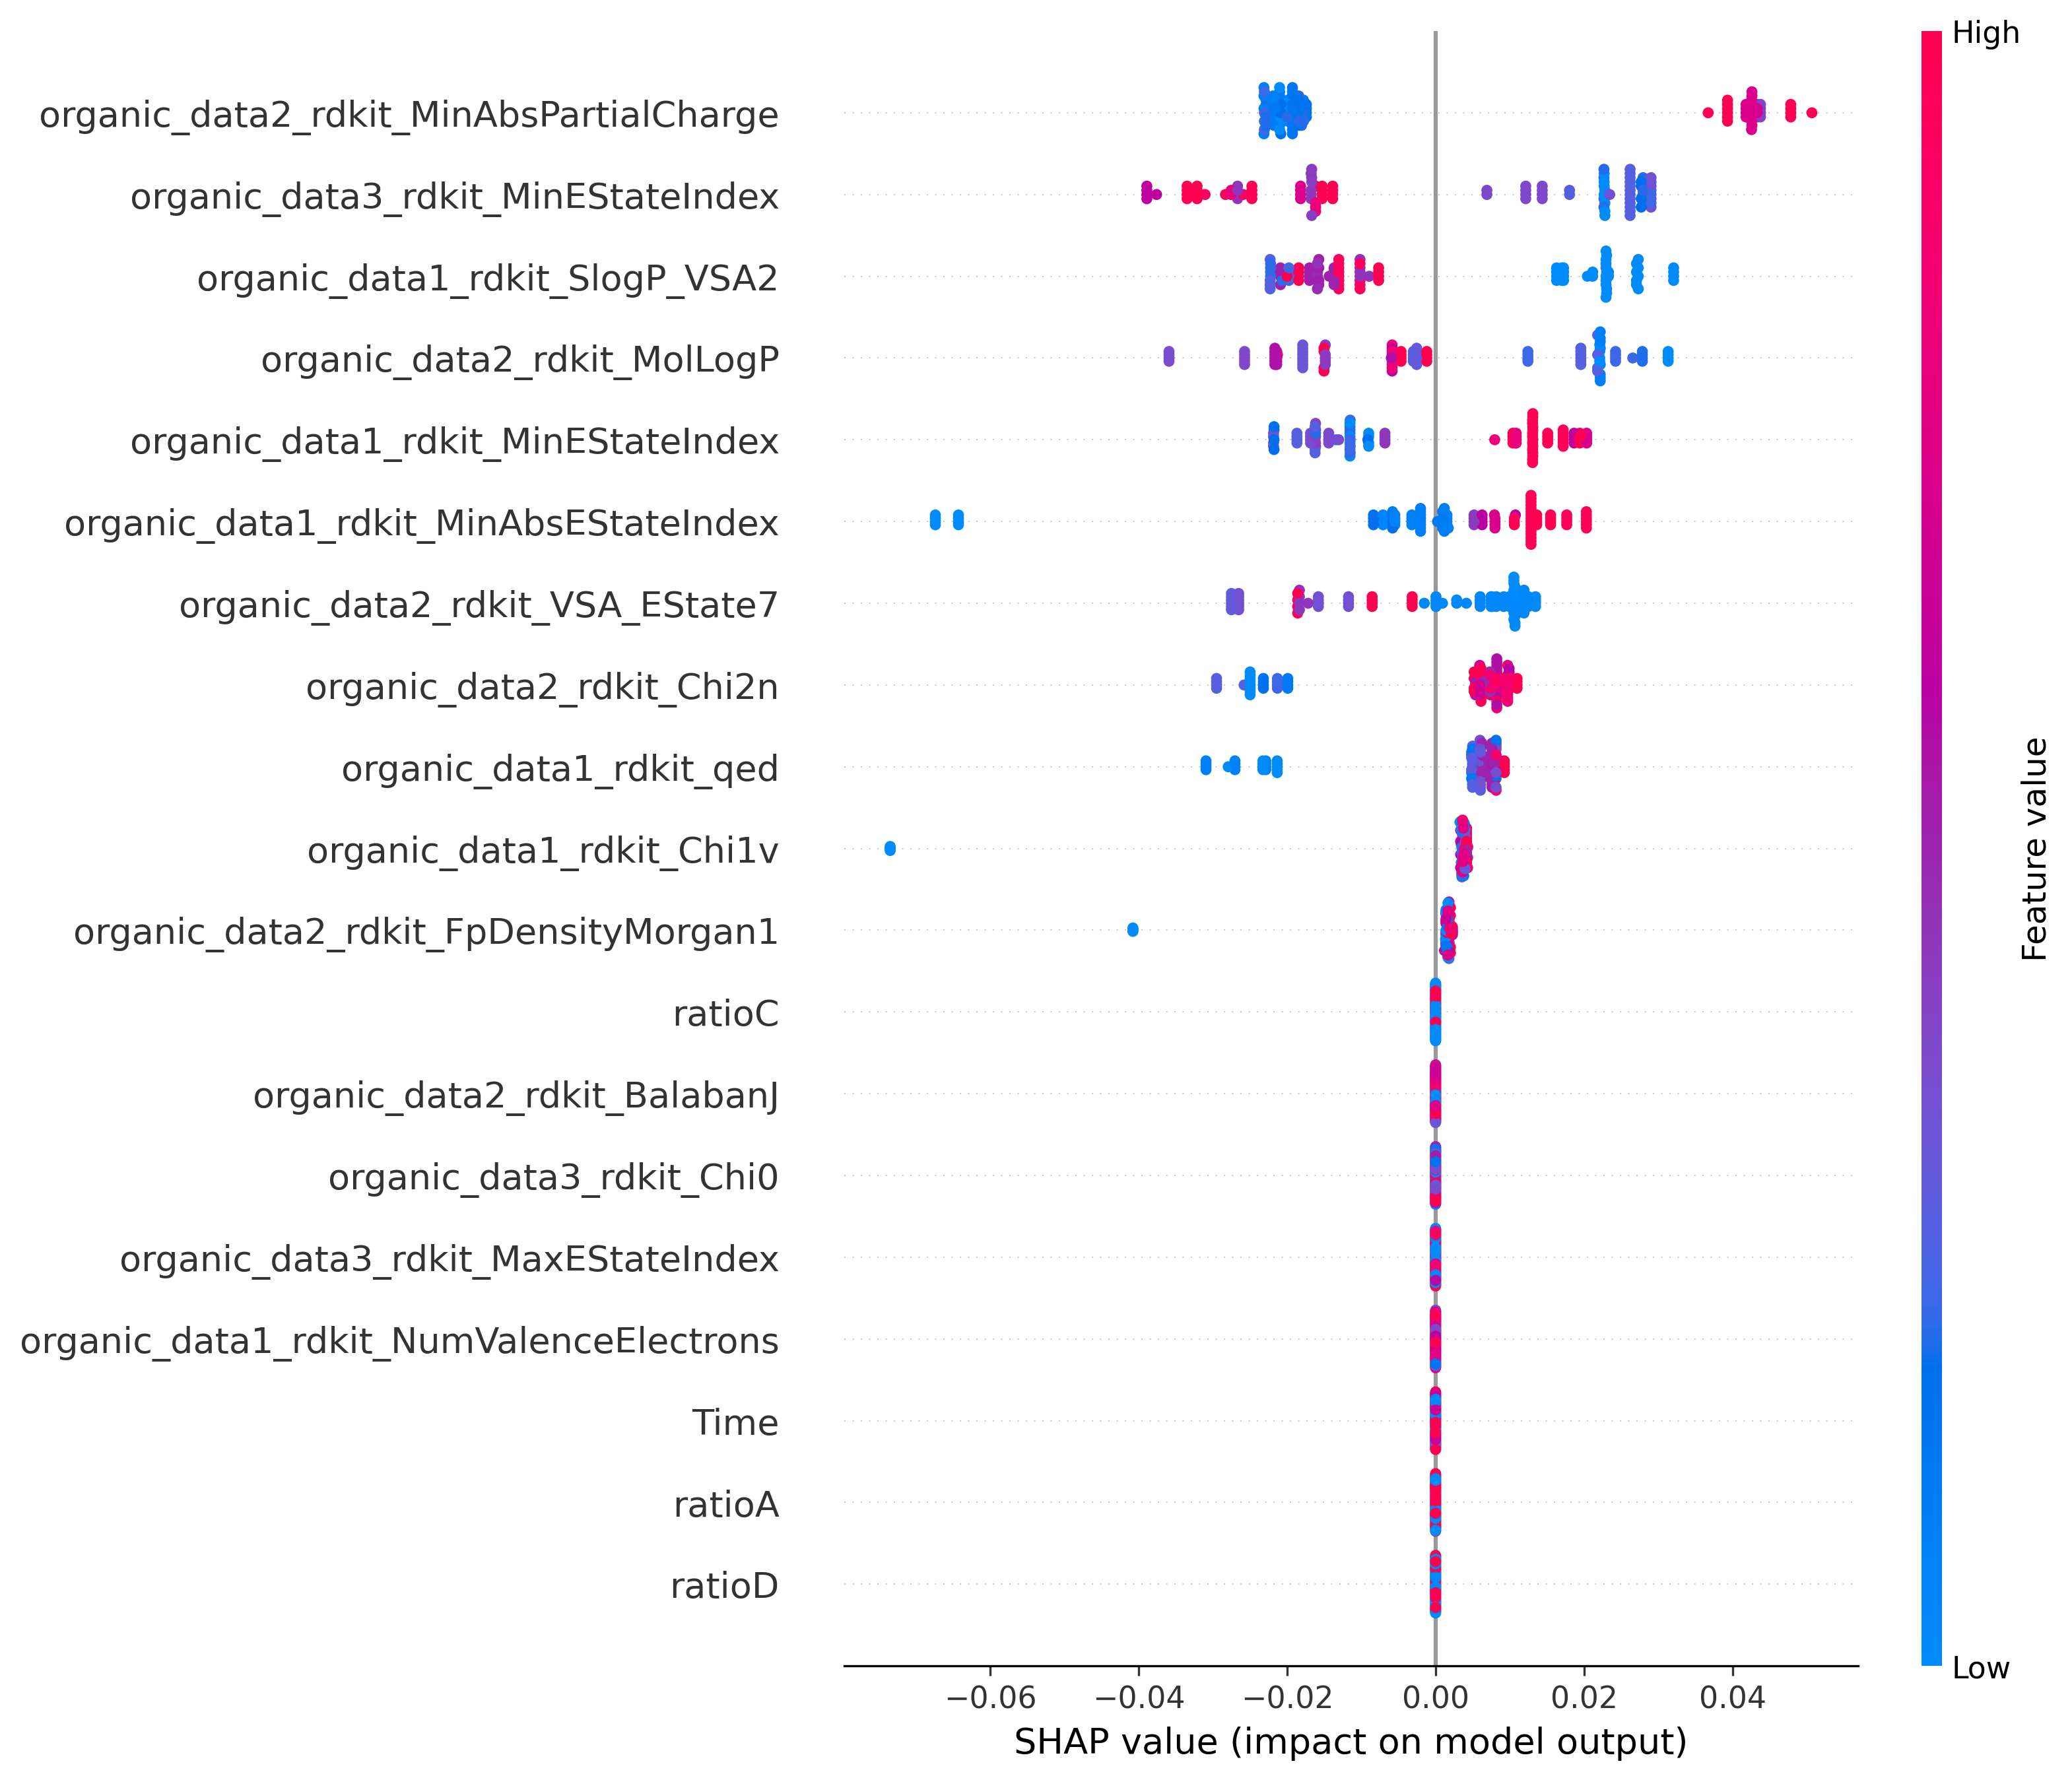 High
organic_data2_rdkit_MinAbsPartialCharge
organic_data3_rdkit_MinEStateIndex
organic_data1_rdkit_SlogP_VSA2
organic_data2_rdkit_MolLogP
organic_data1_rdkit_MinEStateIndex
organic_data1_rdkit_MinAbsEStateIndex
organic_data2_rdkit_VSA_EState7
organic_data2_rdkit_Chi2n
organic_data1_rdkit_qed
organic_data1_rdkit_Chi1v
organic_data2_rdkit_FpDensityMorgan1
ratioC
organic_data2_rdkit_BalabanJ
organic_data3_rdkit_Chi0
organic_data3_rdkit_MaxEStateIndex
organic_data1_rdkit_NumValenceElectrons
Time
ratioA
ratioD
Feature value
Low
−0.06 −0.04 −0.02 0.00 0.02 0.04
SHAP value (impact on model output)